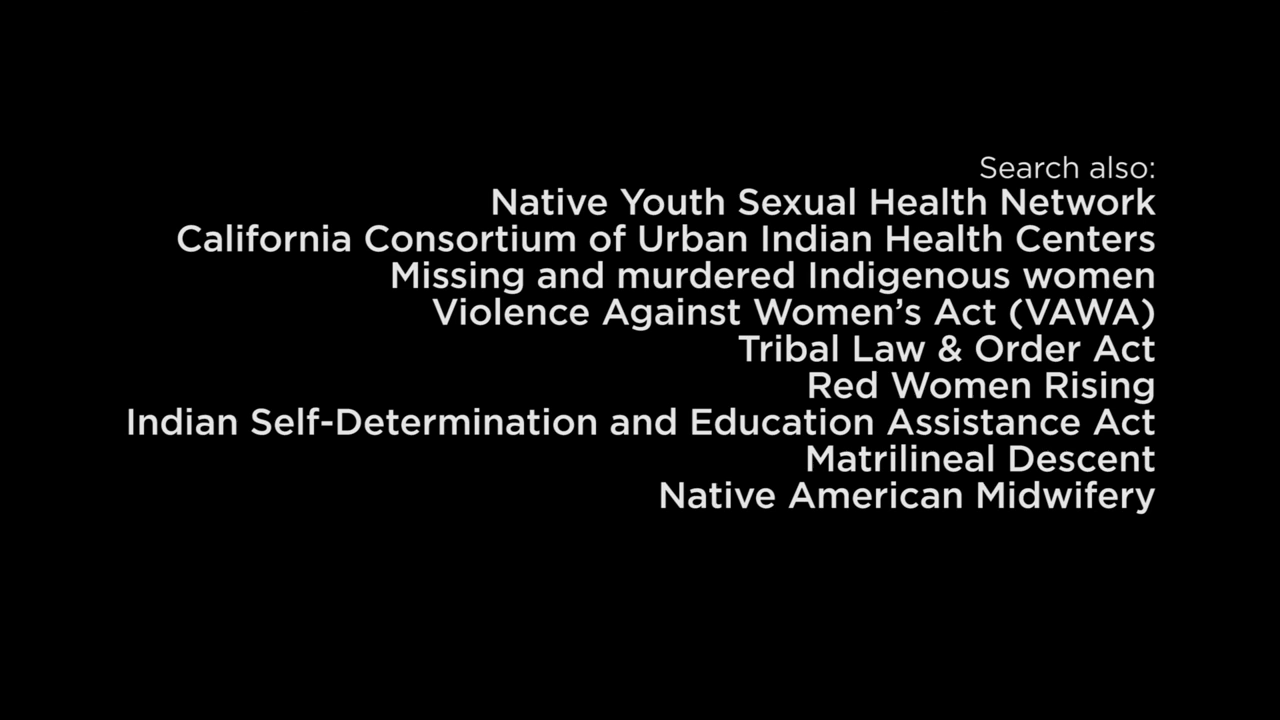 Search also:
Native Youth Sexual Health Network
California Consortium of Urban Indian Health Centers
Missing and murdered Indigenous women
Violence Against Women’s Act (VAWA)
Tribal Law & Order Act
Red Women Rising
Indian Self-Determination and Education Assistance Act
Matrilineal Descent
Native American Midwifery